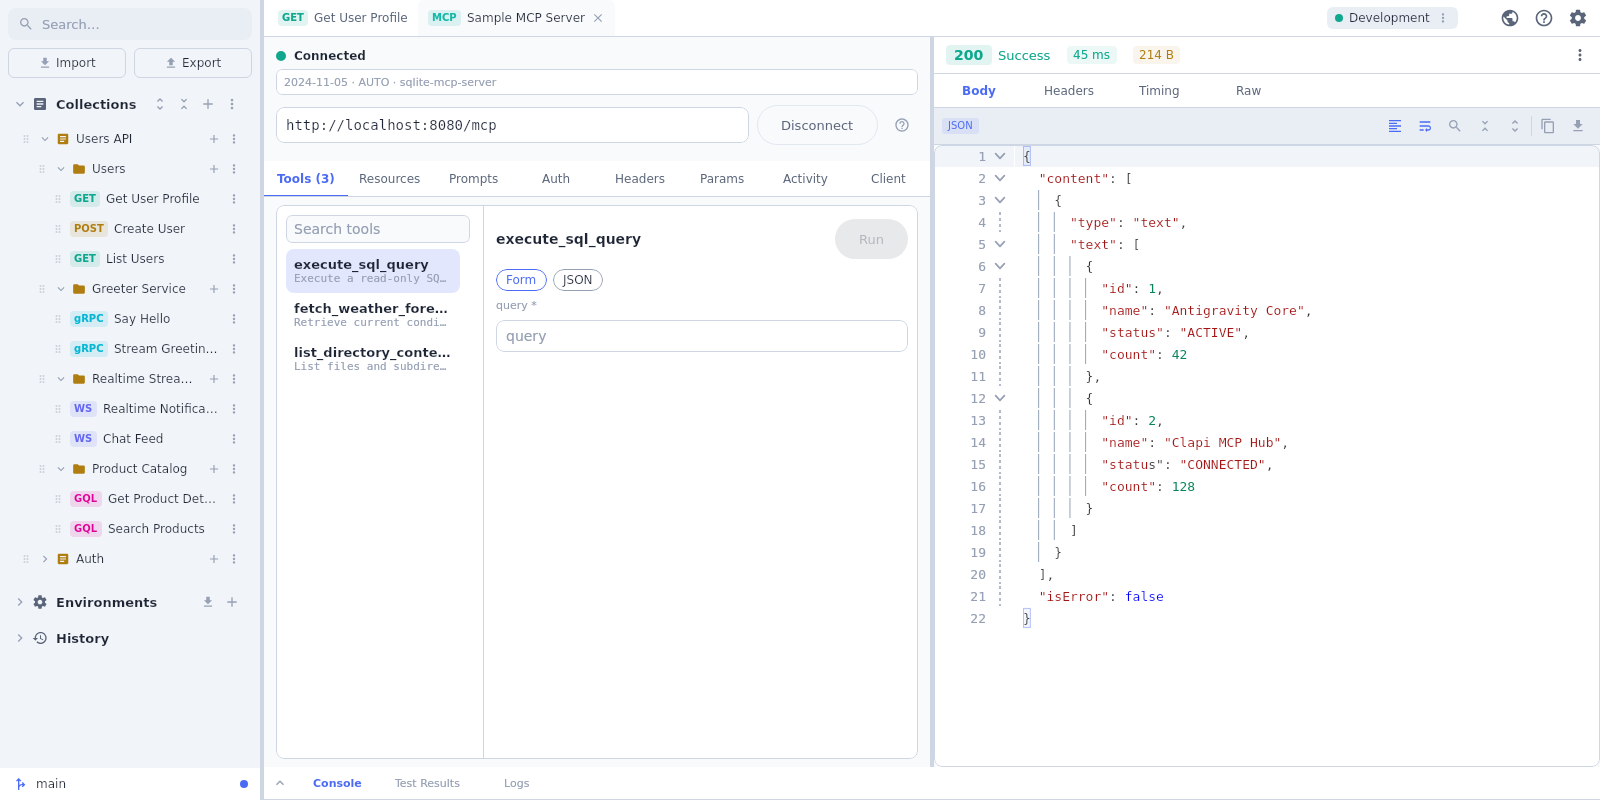 Search...
Import
Export
Collections
Users API
Users
GET Get User Profile
POST Create User
GET List Users
Greeter Service
gRPC Say Hello
gRPC Stream Greetin...
Realtime Strea...
WS Realtime Notifica...
WS Chat Feed
Product Catalog
GQL Get Product Det...
GQL Search Products
Auth
Environments
History
main
GET Get User Profile
MCP Sample MCP Server
Development
Connected
2024-11-05 · AUTO · sqlite-mcp-server
http://localhost:8080/mcp
Disconnect
Tools (3)
Resources
Prompts
Auth
Headers
Params
Activity
Client
Search tools
execute_sql_query
Execute a read-only SQ…
fetch_weather_fore…
Retrieve current condi…
list_directory_conte…
List files and subdire…
execute_sql_query
Run
Form
JSON
query *
query
200 Success 45 ms 214 B
Body
Headers
Timing
Raw
JSON
1 {
2 "content": [
3 {
4 "type": "text",
5 "text": [
6 {
7 "id": 1,
8 "name": "Antigravity Core",
9 "status": "ACTIVE",
10 "count": 42
11 },
12 {
13 "id": 2,
14 "name": "Clapi MCP Hub",
15 "status": "CONNECTED",
16 "count": 128
17 }
18 ]
19 }
20 ],
21 "isError": false
22 }
Console
Test Results
Logs